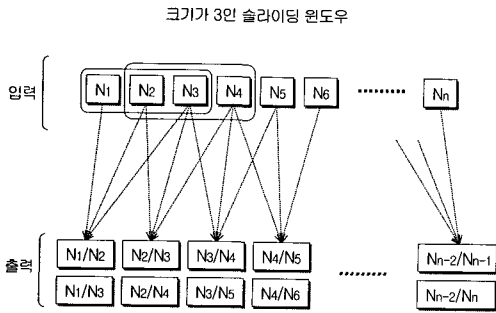 크기가 3인 슬라이딩 윈도우
입력 N1 N2 N3 N4 N5 N6 ········· Nn
출력
N1/N2 N2/N3 N3/N4 N4/N5 ········· Nn-2/Nn-1
N1/N3 N2/N4 N3/N5 N4/N6 Nn-2/Nn